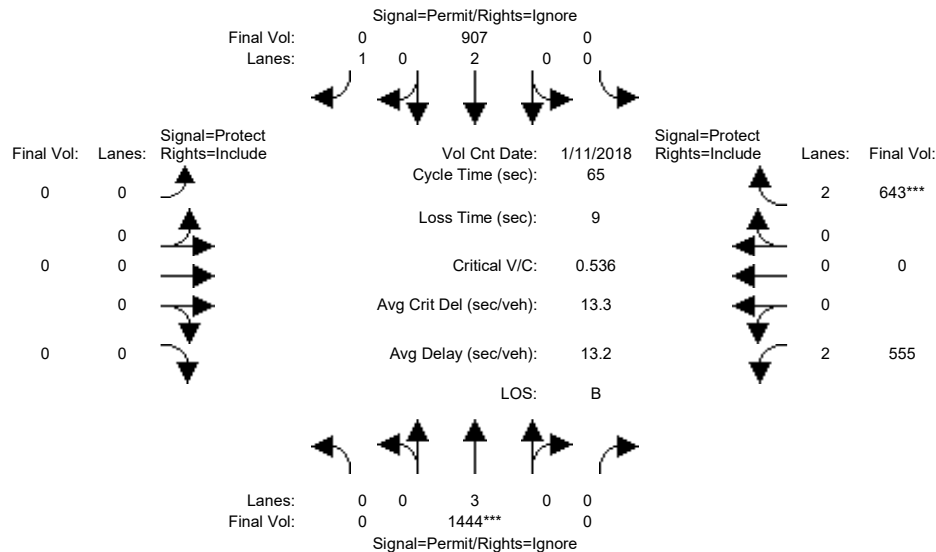 Signal=Permit/Rights=Ignore
Final Vol: 0 907 0
Lanes: 1 0 2 0 0
Signal=Protect Signal=Protect
Final Vol: Lanes: Rights=Include Vol Cnt Date: 1/11/2018 Rights=Include Lanes: Final Vol:
Cycle Time (sec): 65
0 0 2 643***
Loss Time (sec): 9
0 0
0 0 Critical V/C: 0.536 0 0
0 Avg Crit Del (sec/veh): 13.3 0
0 0 Avg Delay (sec/veh): 13.2 2 555
LOS: B
Lanes: 0 0 3 0 0
Final Vol: 0 1444*** 0
Signal=Permit/Rights=Ignore